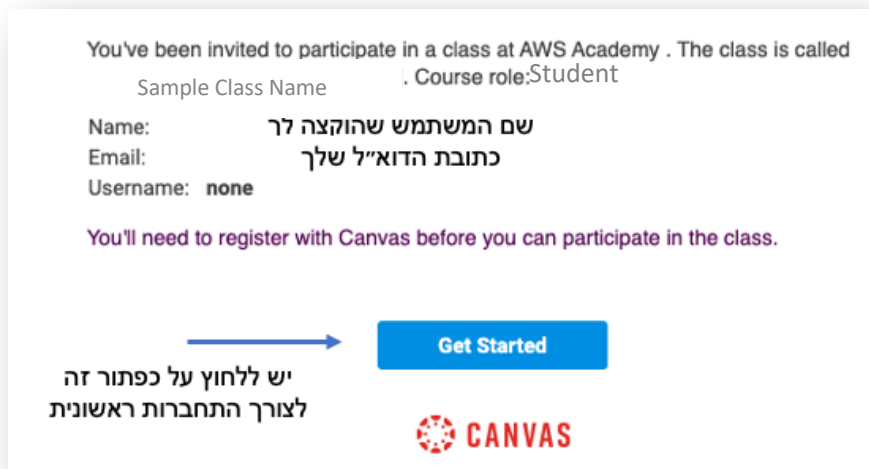 You've been invited to participate in a class at AWS Academy . The class is called
Sample Class Name . Course role:Student
Name: שם המשתמש שהוקצה לך
Email: כתובת הדוא״ל שלך
Username: none
You'll need to register with Canvas before you can participate in the class.
Get Started
יש ללחוץ על כפתור זה
לצורך התחברות ראשונית
CANVAS